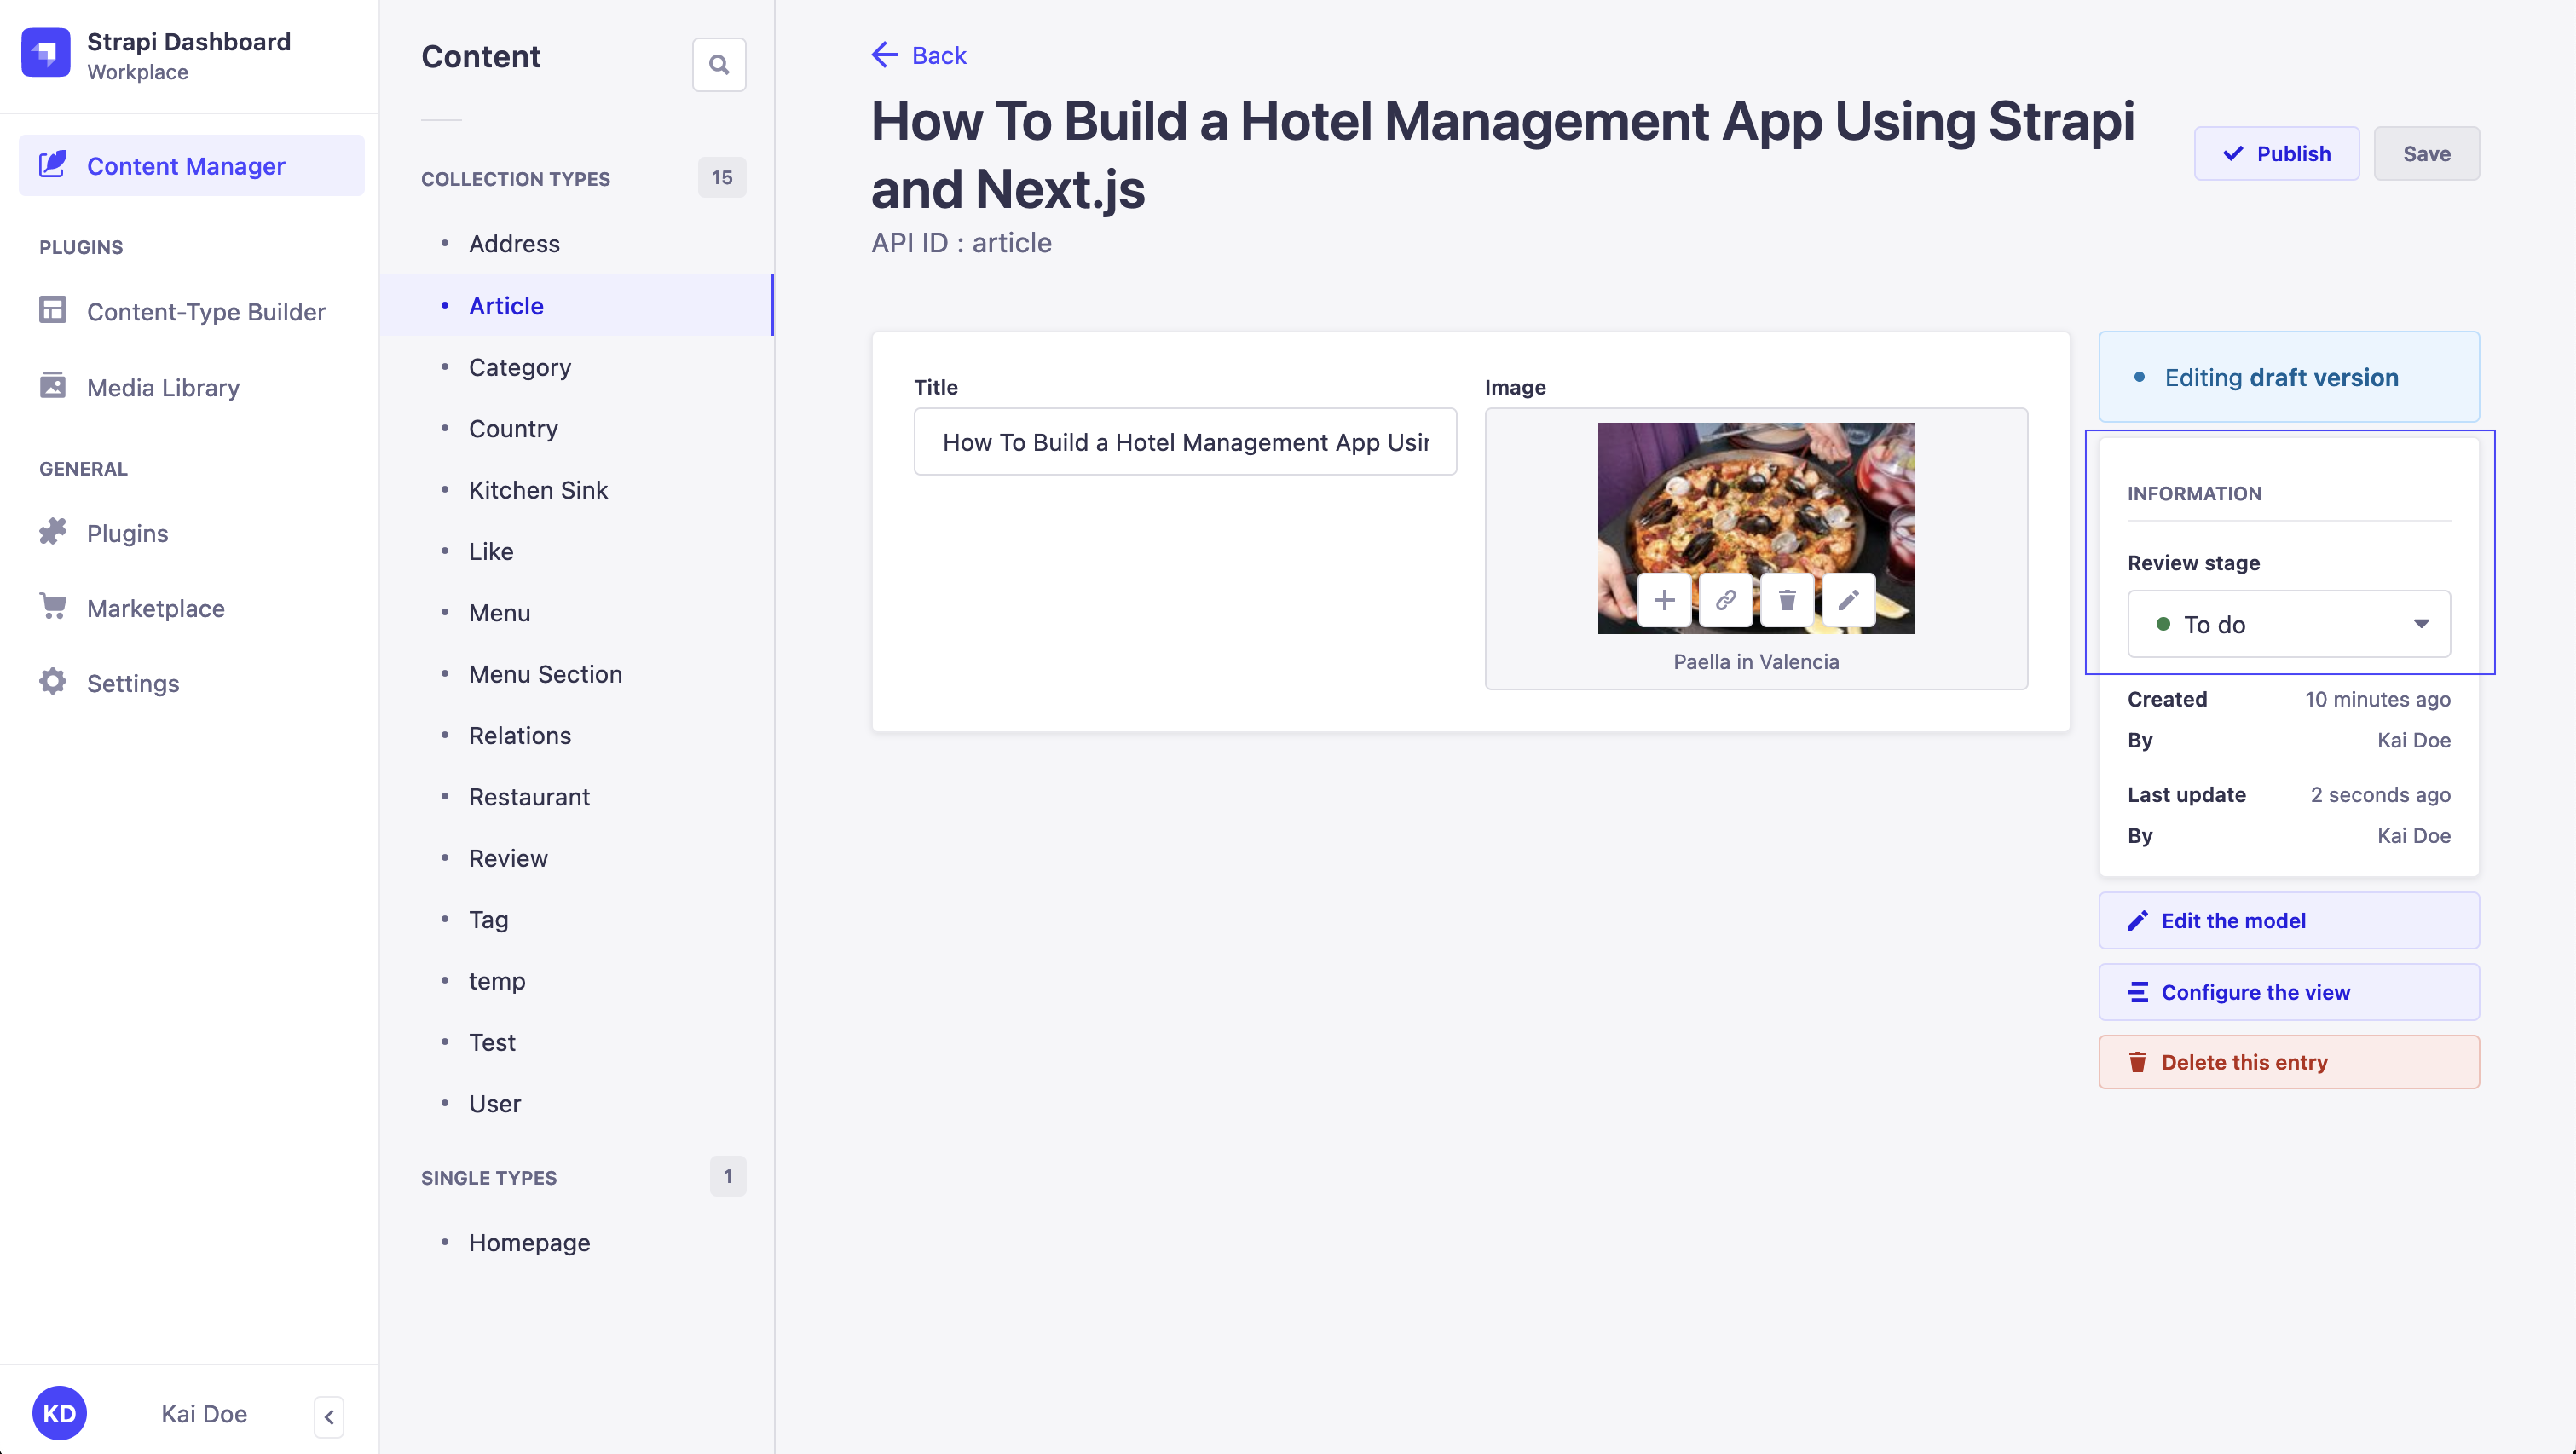 Strapi Dashboard
Workplace
Content Manager
PLUGINS
Content-Type Builder
Media Library
GENERAL
Plugins
Marketplace
Settings
KD
Kai Doe
Content
COLLECTION TYPES
15
Address
Article
Category
Country
Kitchen Sink
Like
Menu
Menu Section
Relations
Restaurant
Review
Tag
temp
Test
User
SINGLE TYPES
1
Homepage
Back
How To Build a Hotel Management App Using Strapi
and Next.js
API ID : article
Publish
Save
Title
How To Build a Hotel Management App Usin
Image
Paella in Valencia
Editing draft version
INFORMATION
Review stage
To do
Created
10 minutes ago
By
Kai Doe
Last update
2 seconds ago
By
Kai Doe
Edit the model
Configure the view
Delete this entry